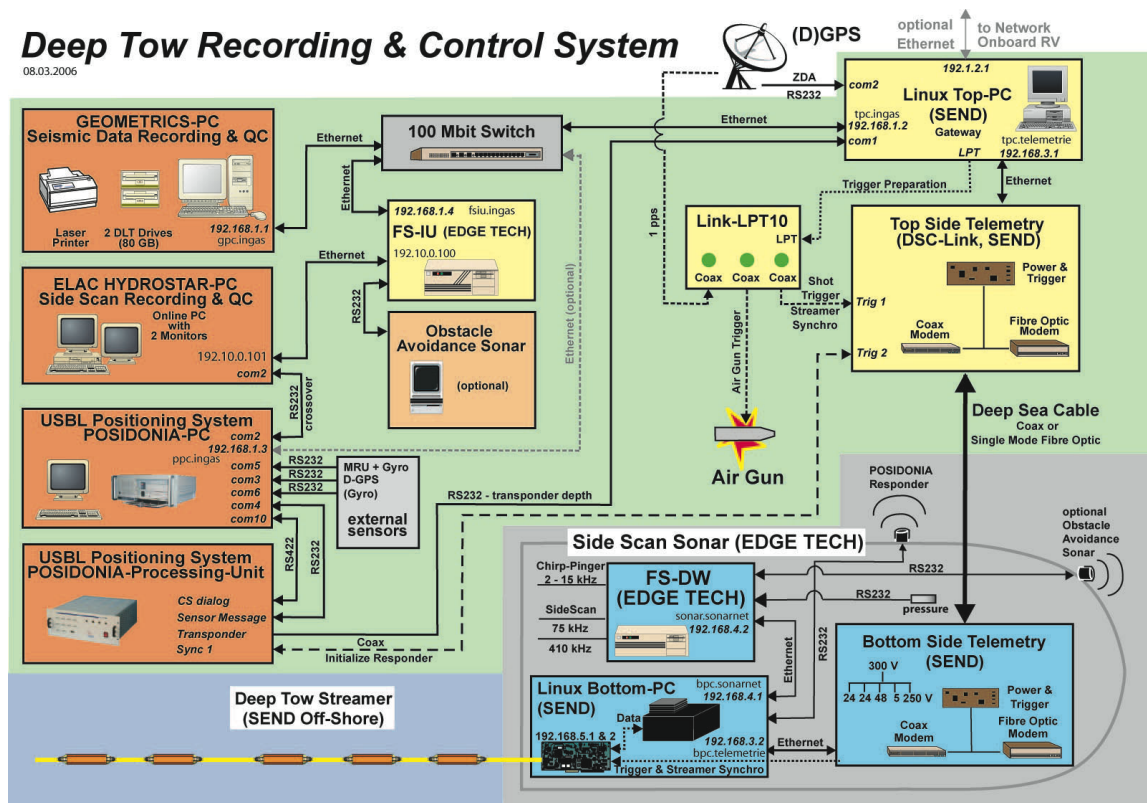 Deep Tow Recording & Control System
08.03.2006
(D)GPS
optional
Ethernet
to Network
Onboard RV
ZDA
RS232
com2
192.1.2.1
Linux Top-PC
(SEND)
Gateway
tpc.ingas
192.168.1.2
com1
tpc.telemetrie
LPT
192.168.3.1
GEOMETRICS-PC
Seismic Data Recording & QC
Laser
Printer
2 DLT Drives
(80 GB)
192.168.1.1
gpc.ingas
Ethernet
100 Mbit Switch
Ethernet
Ethernet
Ethernet (optional)
Trigger Preparation
Ethernet
1 pps
192.168.1.4
fsiu.ingas
FS-IU (EDGE TECH)
192.10.0.100
Ethernet
RS232
Link-LPT10
LPT
Coax
Coax
Coax
Shot
Trigger
Streamer
Synchro
Air Gun Trigger
Air Gun
Top Side Telemetry
(DSC-Link, SEND)
Power &
Trigger
Trig 1
Coax
Modem
Fibre Optic
Modem
Trig 2
ELAC HYDROSTAR-PC
Side Scan Recording & QC
Online PC
with
2 Monitors
192.10.0.101
com2
Obstacle
Avoidance Sonar
(optional)
RS232
crossover
USBL Positioning System
POSIDONIA-PC
com2
192.168.1.3
ppc.ingas
com5
com3
com6
com4
com10
RS232
RS232
RS232
MRU + Gyro
D-GPS
(Gyro)
external
sensors
RS232 - transponder depth
RS422
RS232
Deep Sea Cable
Coax or
Single Mode Fibre Optic
USBL Positioning System
POSIDONIA-Processing-Unit
CS dialog
Sensor Message
Transponder
Sync 1
Coax
Initialize Responder
POSIDONIA
Responder
optional
Obstacle
Avoidance
Sonar
Side Scan Sonar (EDGE TECH)
Chirp-Pinger
2 - 15 kHz
SideScan
75 kHz
410 kHz
FS-DW
(EDGE TECH)
sonar.sonarnet
192.168.4.2
RS232
RS232
pressure
RS232
Ethernet
Bottom Side Telemetry
(SEND)
300 V
24 24 48 5 250 V
Power &
Trigger
Coax
Modem
Fibre Optic
Modem
Linux Bottom-PC
(SEND)
bpc.sonarnet
192.168.4.1
192.168.5.1 & 2
Data
192.168.3.2
bpc.telemetrie
Ethernet
Trigger & Streamer Synchro
Deep Tow Streamer
(SEND Off-Shore)